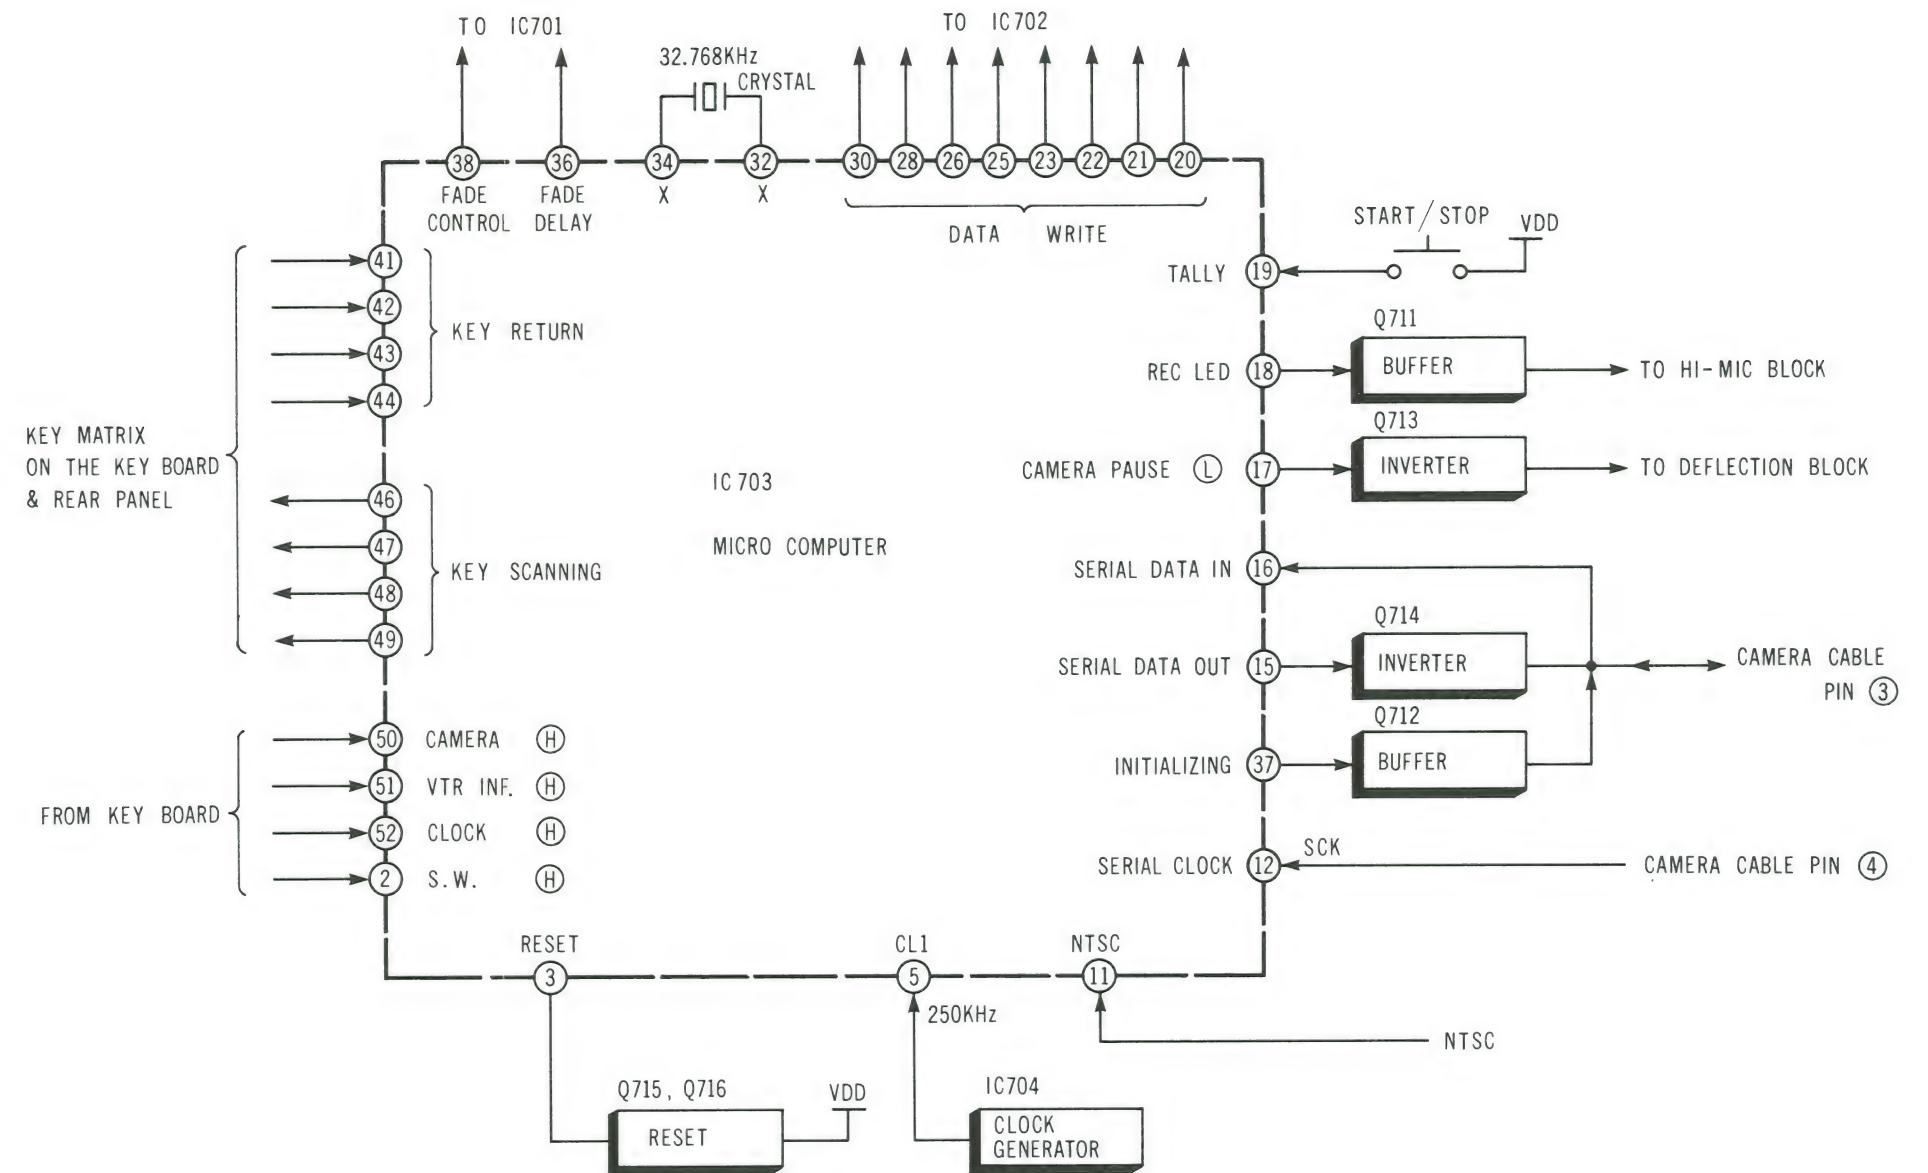 TO IC701
TO IC702
32.768KHz
CRYSTAL
38
36
34
32
30
28
26
25
23
22
21
20
FADE
CONTROL
FADE
DELAY
X
X
DATA WRITE
START/STOP
VDD
TALLY
19
41
42
43
44
KEY RETURN
Q711
BUFFER
REC LED
18
TO HI-MIC BLOCK
KEY MATRIX
ON THE KEY BOARD
& REAR PANEL
Q713
INVERTER
CAMERA PAUSE L
17
TO DEFLECTION BLOCK
IC703
MICRO COMPUTER
46
47
48
49
KEY SCANNING
SERIAL DATA IN
16
Q714
INVERTER
SERIAL DATA OUT
15
CAMERA CABLE
PIN 3
Q712
BUFFER
INITIALIZING
37
FROM KEY BOARD
50 CAMERA H
51 VTR INF. H
52 CLOCK H
2 S.W. H
SERIAL CLOCK
12
SCK
CAMERA CABLE PIN 4
RESET
3
CL1
5
NTSC
11
250KHz
NTSC
Q715, Q716
RESET
VDD
IC704
CLOCK
GENERATOR